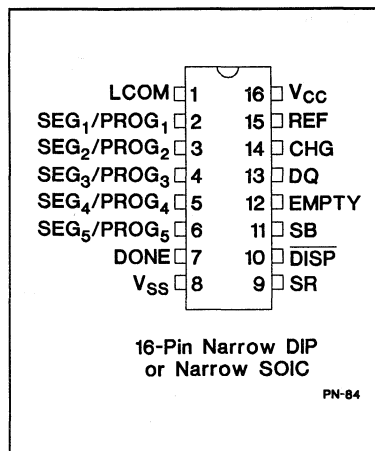 LCOM 1 16 VCC
SEG1/PROG1 2 15 REF
SEG2/PROG2 3 14 CHG
SEG3/PROG3 4 13 DQ
SEG4/PROG4 5 12 EMPTY
SEG5/PROG5 6 11 SB
DONE 7 10 DISP
VSS 8 9 SR
16-Pin Narrow DIP
or Narrow SOIC
PN-84